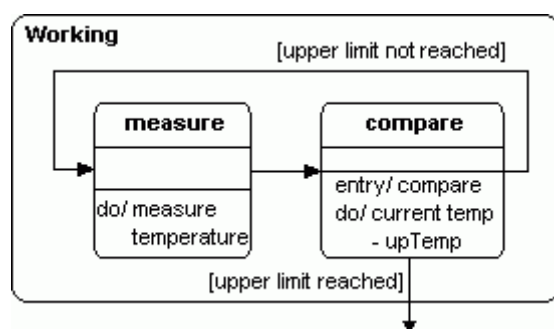 Working
[upper limit not reached]
measure
compare
do/ measure
temperature
entry/ compare
do/ current temp
- upTemp
[upper limit reached]